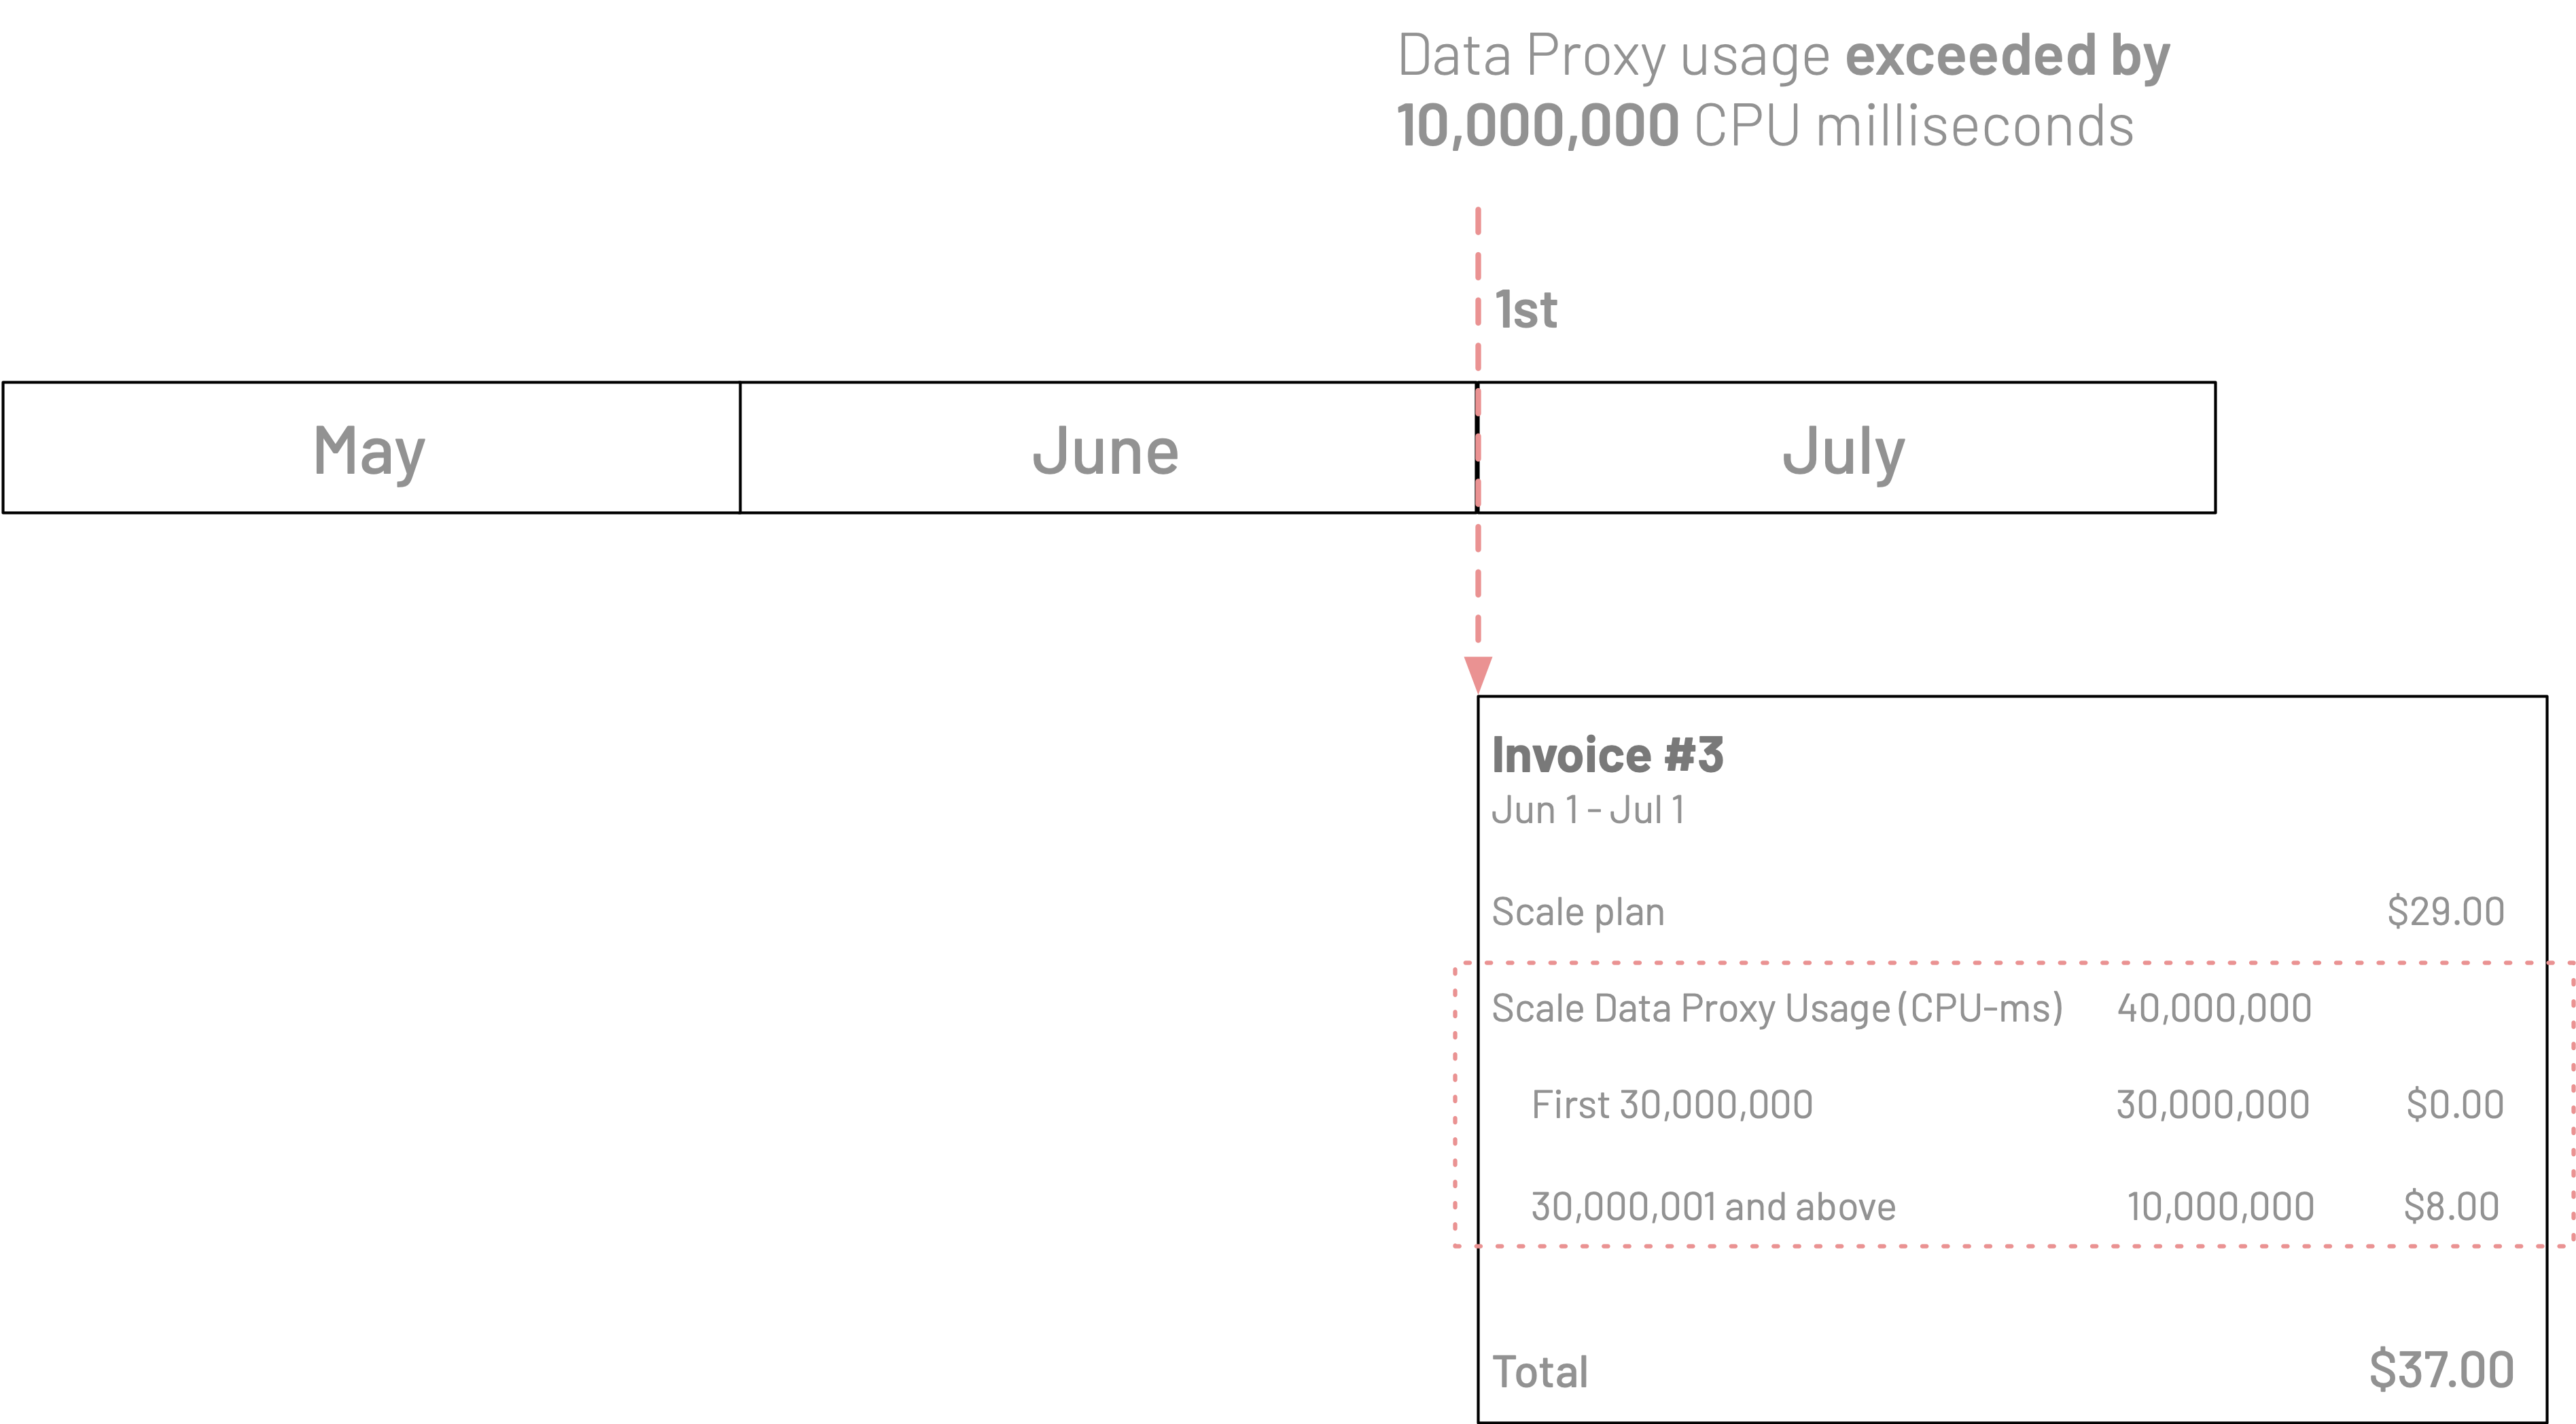 Data Proxy usage exceeded by
10,000,000 CPU milliseconds
1st
May June July
Invoice #3
Jun 1 - Jul 1
Scale plan $29.00
Scale Data Proxy Usage (CPU-ms) 40,000,000
First 30,000,000 30,000,000 $0.00
30,000,001 and above 10,000,000 $8.00
Total $37.00